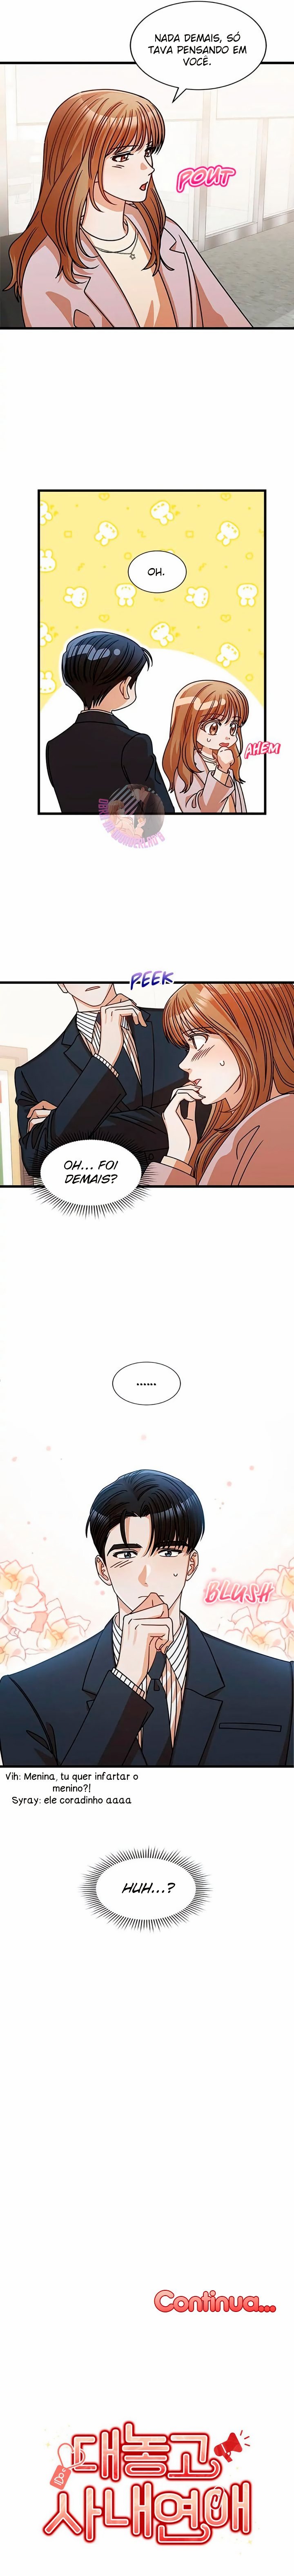 NADA DEMAIS, SÓ
TAVA PENSANDO EM
VOCÊ.
POUT
OH.
AHEM
PEEK
OH... FOI
DEMAIS?
......
BLUSH
Vih: Menina, tu quer infartar o
menino?!
Syray: ele coradinho aaaa
HUH...?
Continua...
대놓고
사내연애